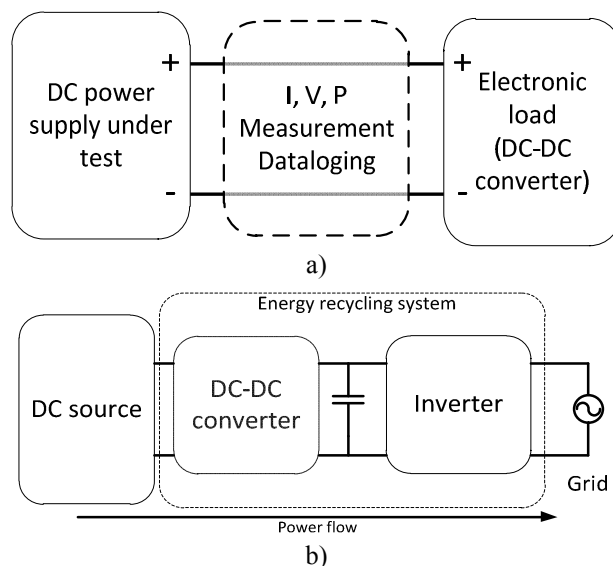 DC power
supply under
test
+
-
I, V, P
Measurement
Dataloging
+
-
Electronic
load
(DC-DC
converter)
a)
Energy recycling system
DC source
DC-DC
converter
Inverter
Grid
Power flow
b)